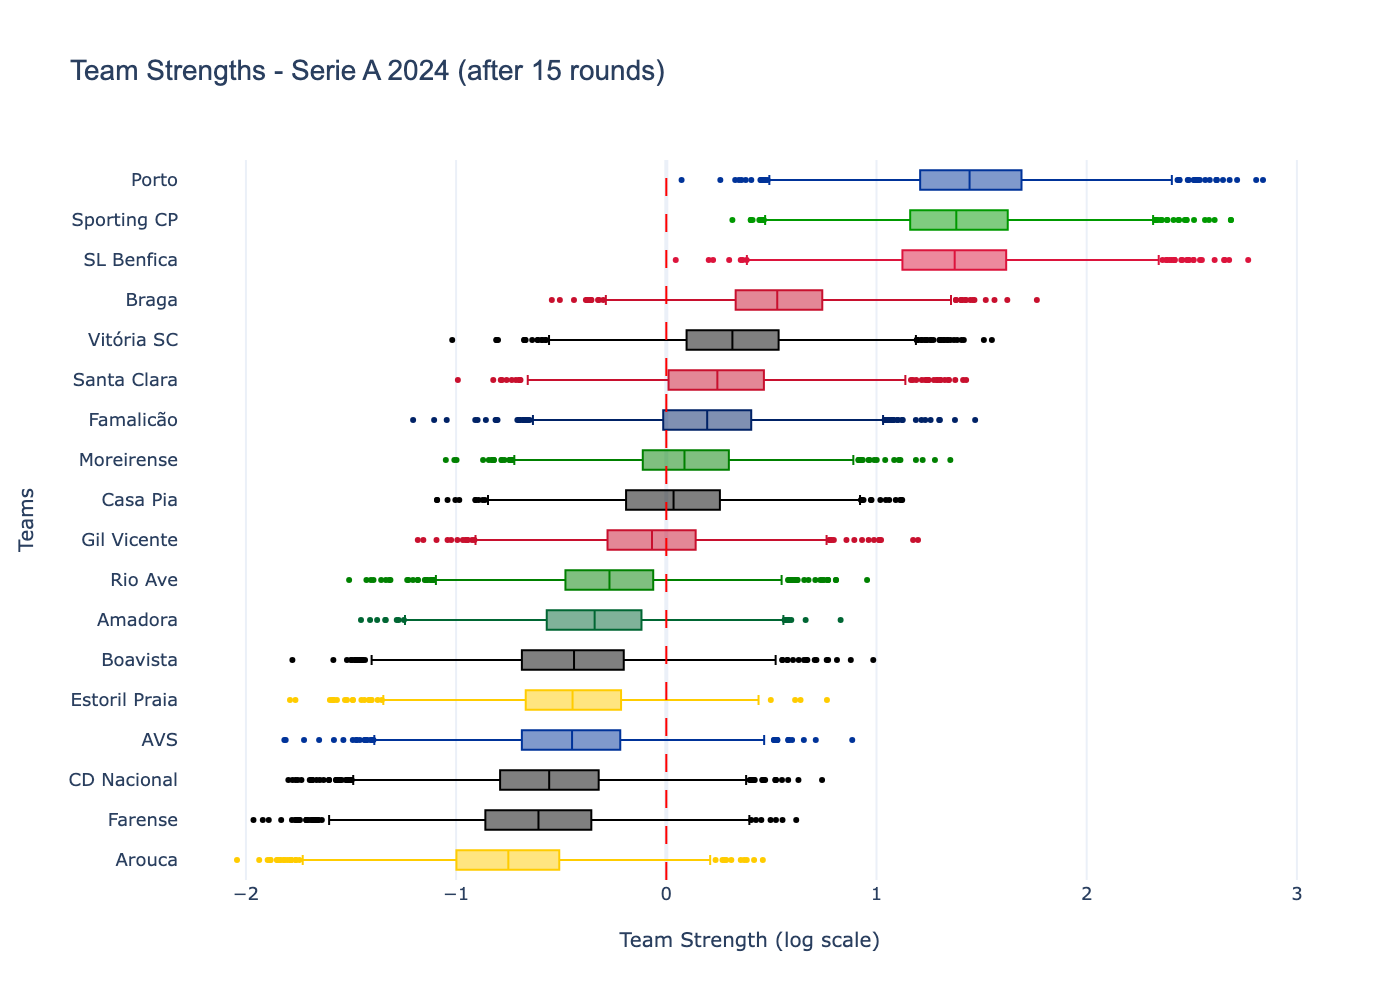 Team Strengths - Serie A 2024 (after 15 rounds)
Porto
Sporting CP
SL Benfica
Braga
Vitória SC
Santa Clara
Famalicão
Moreirense
Casa Pia
Gil Vicente
Rio Ave
Amadora
Boavista
Estoril Praia
AVS
CD Nacional
Farense
Arouca
Teams
−2 −1 0 1 2 3
Team Strength (log scale)